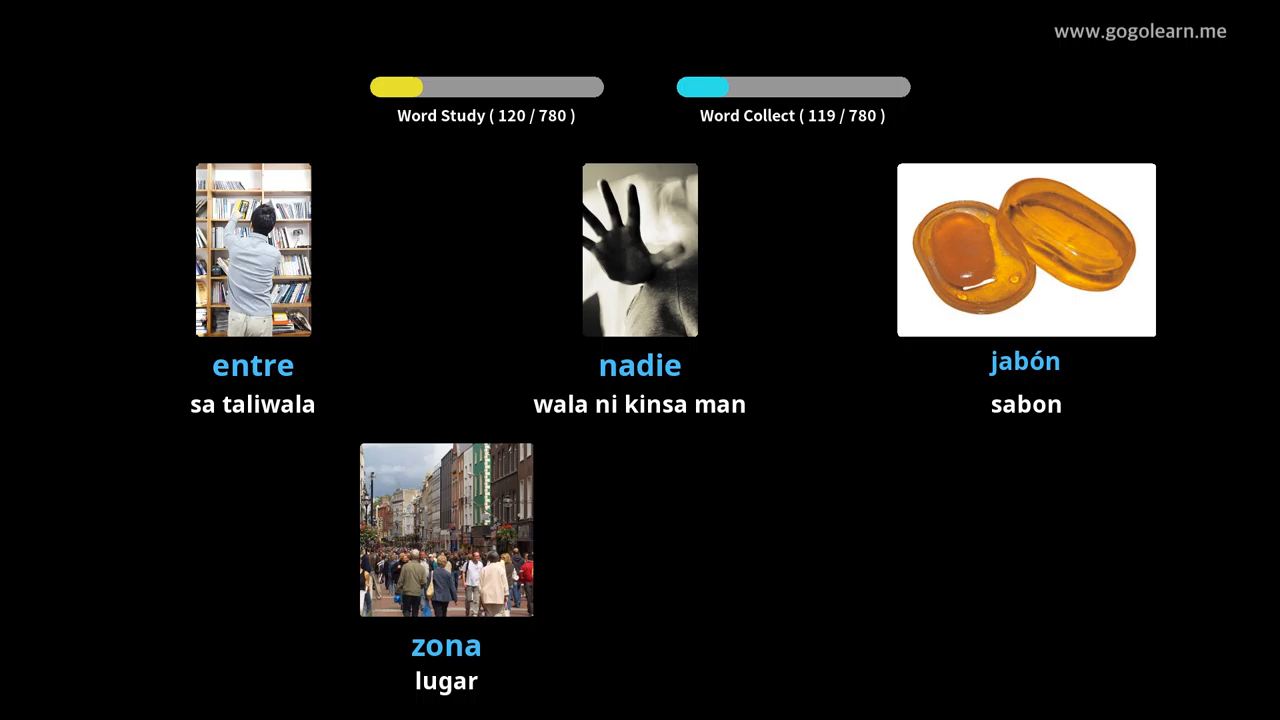 www.gogolearn.me
Word Study ( 120 / 780 )
Word Collect ( 119 / 780 )
entre
sa taliwala
nadie
wala ni kinsa man
jabón
sabon
zona
lugar